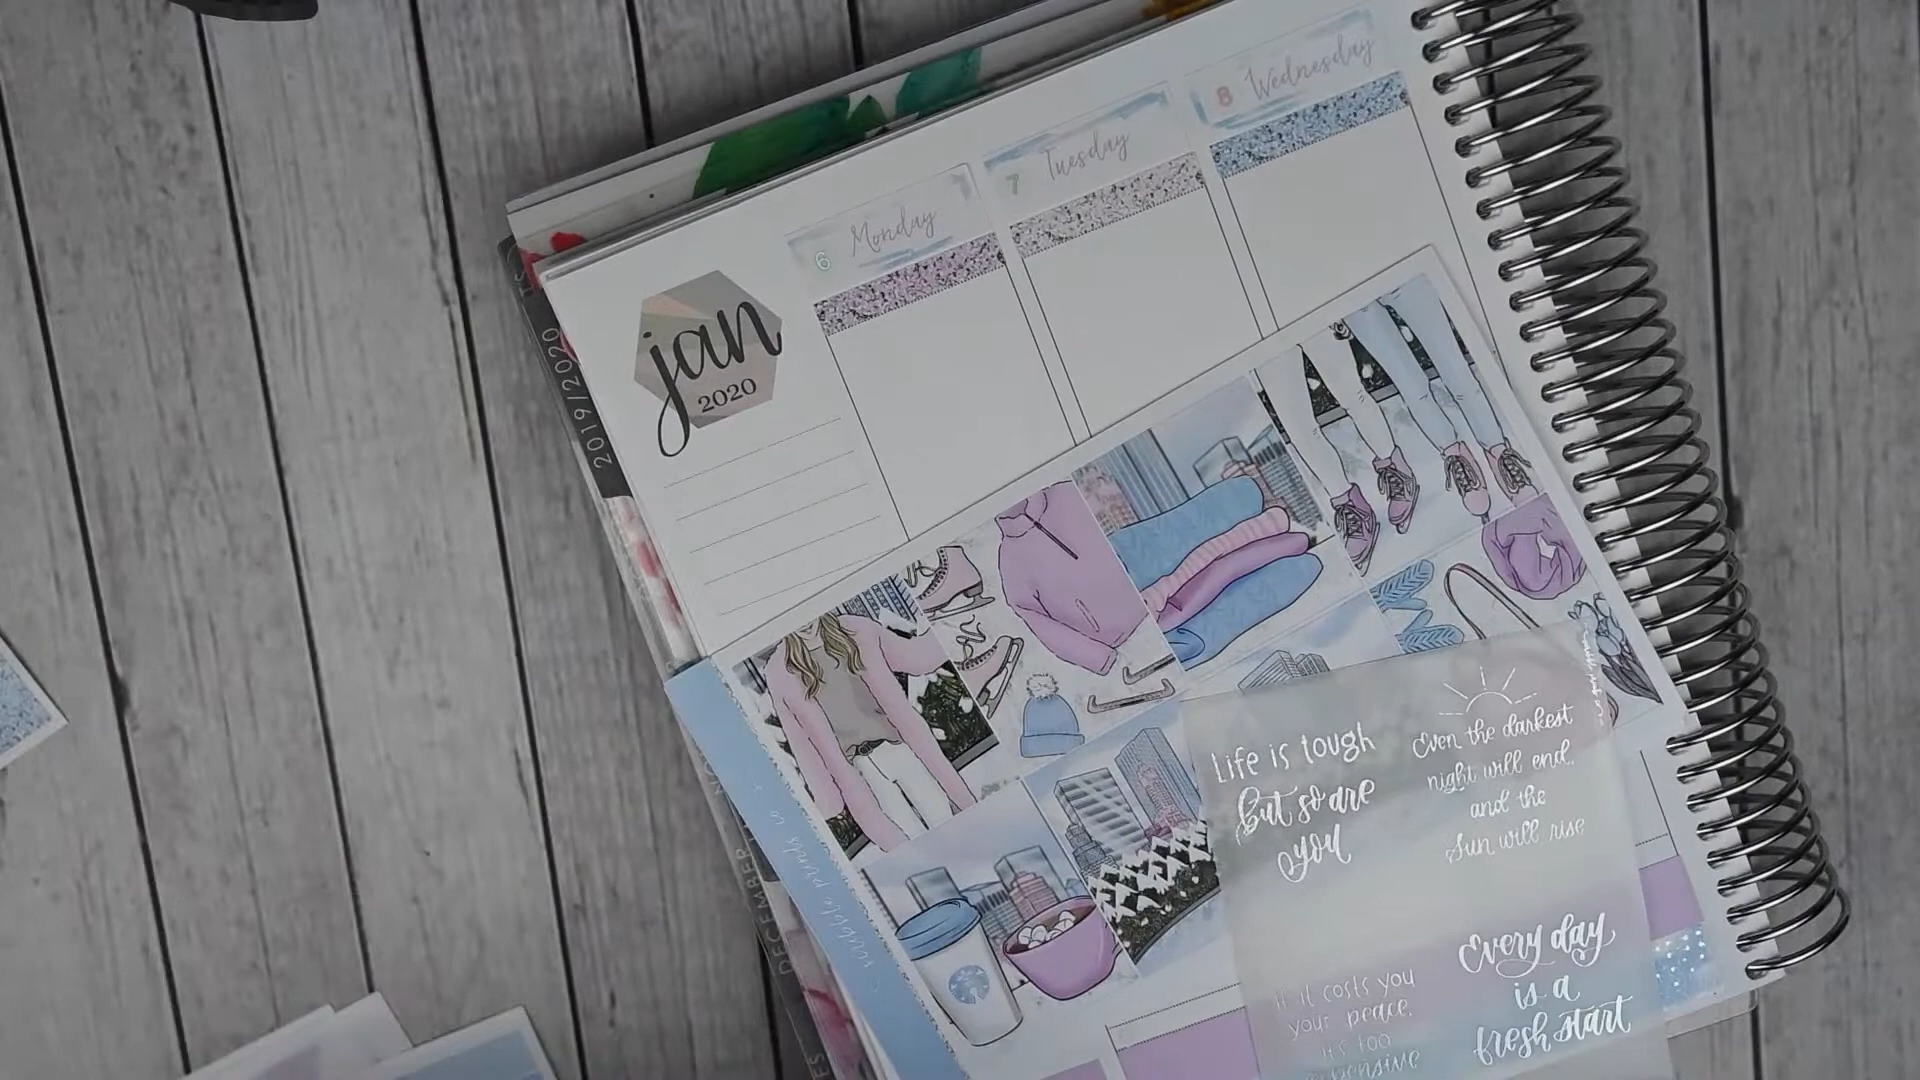 8 Wednesday
7 Tuesday
6 Monday
jan
2020
2019/2020
DECEMBER
Life is tough
but so are
you
Even the darkest
night will end,
and the
Sun will rise
if it costs you
your peace,
it's too
Every day
is a
fresh start